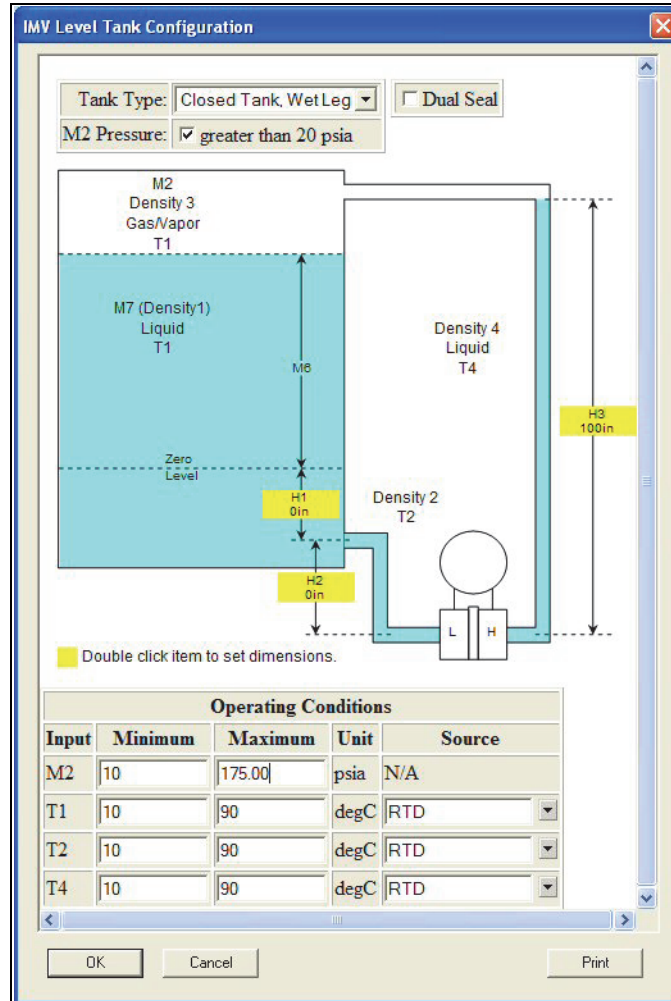 IMV Level Tank Configuration
Tank Type: Closed Tank, Wet Leg Dual Seal
M2 Pressure: greater than 20 psia
M2
Density 3
Gas/Vapor
T1
M7 (Density1)
Liquid
T1
M6
Density 4
Liquid
T4
H3
100in
Zero
Level
H1
0in
Density 2
T2
H2
0in
L H
Double click item to set dimensions.
Operating Conditions
Input Minimum Maximum Unit Source
M2 10 175.00 psia N/A
T1 10 90 degC RTD
T2 10 90 degC RTD
T4 10 90 degC RTD
OK Cancel Print